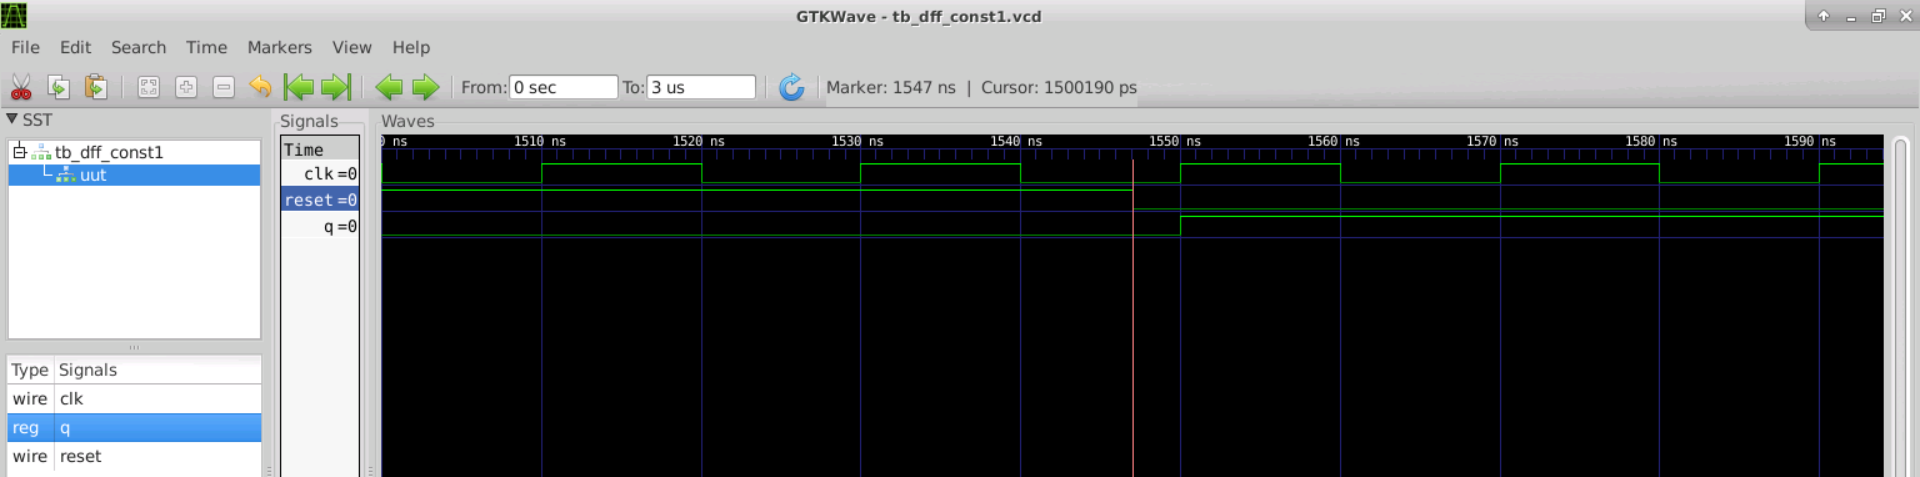 GTKWave - tb_dff_const1.vcd
File Edit Search Time Markers View Help
From: 0 sec To: 3 us Marker: 1547 ns | Cursor: 1500190 ps
SST
tb_dff_const1
uut
Type Signals
wire clk
reg q
wire reset
Signals
Time
clk =0
reset =0
q =0
Waves
0 ns 1510 ns 1520 ns 1530 ns 1540 ns 1550 ns 1560 ns 1570 ns 1580 ns 1590 ns